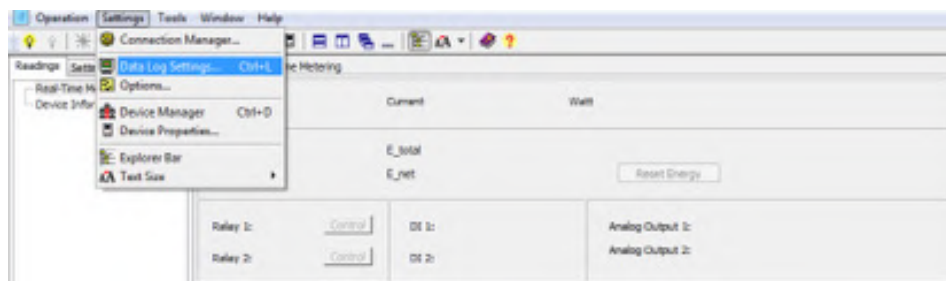 Operation Settings Tools Window Help
Connection Manager...
Readings
Data Log Settings... Ctrl+L
Metering
Options...
Device Manager Ctrl+D
Device Properties...
Explorer Bar
Text Size
Current Watt
E_total
E_net Reset Energy
Relay 1: Control DI 1: Analog Output 1:
Relay 2: Control DI 2: Analog Output 2: